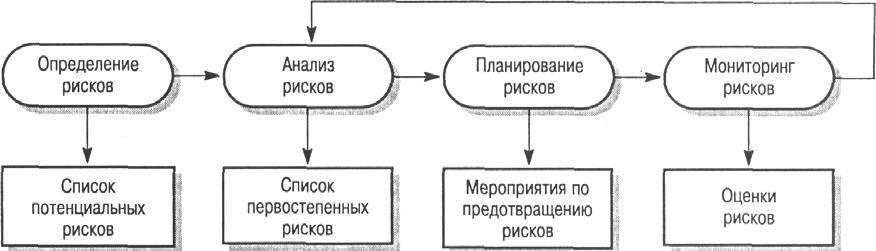 Определение
рисков
Анализ
рисков
Планирование
рисков
Мониторинг
рисков
Список
потенциальных
рисков
Список
первостепенных
рисков
Мероприятия по
предотвращению
рисков
Оценки
рисков